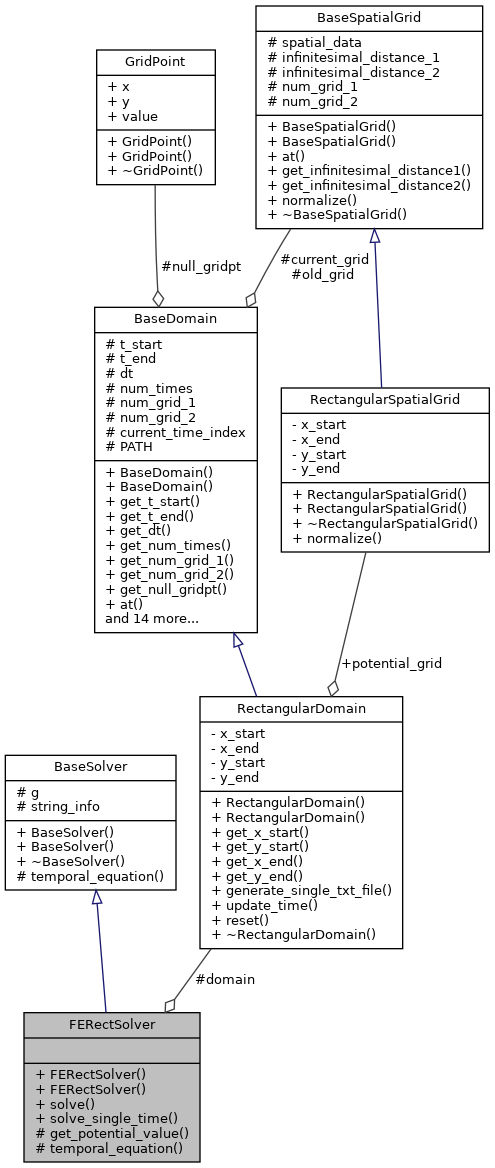 BaseSpatialGrid
# spatial_data
# infinitesimal_distance_1
# infinitesimal_distance_2
# num_grid_1
# num_grid_2
+ BaseSpatialGrid()
+ BaseSpatialGrid()
+ at()
+ get_infinitesimal_distance1()
+ get_infinitesimal_distance2()
+ normalize()
+ ~BaseSpatialGrid()
GridPoint
+ x
+ y
+ value
+ GridPoint()
+ GridPoint()
+ ~GridPoint()
#null_gridpt
#current_grid
#old_grid
BaseDomain
# t_start
# t_end
# dt
# num_times
# num_grid_1
# num_grid_2
# current_time_index
# PATH
+ BaseDomain()
+ BaseDomain()
+ get_t_start()
+ get_t_end()
+ get_dt()
+ get_num_times()
+ get_num_grid_1()
+ get_num_grid_2()
+ get_null_gridpt()
+ at()
and 14 more...
RectangularSpatialGrid
- x_start
- x_end
- y_start
- y_end
+ RectangularSpatialGrid()
+ RectangularSpatialGrid()
+ ~RectangularSpatialGrid()
+ normalize()
+potential_grid
RectangularDomain
- x_start
- x_end
- y_start
- y_end
+ RectangularDomain()
+ RectangularDomain()
+ get_x_start()
+ get_y_start()
+ get_x_end()
+ get_y_end()
+ generate_single_txt_file()
+ update_time()
+ reset()
+ ~RectangularDomain()
BaseSolver
# g
# string_info
+ BaseSolver()
+ BaseSolver()
+ ~BaseSolver()
# temporal_equation()
#domain
FERectSolver
+ FERectSolver()
+ FERectSolver()
+ solve()
+ solve_single_time()
# get_potential_value()
# temporal_equation()